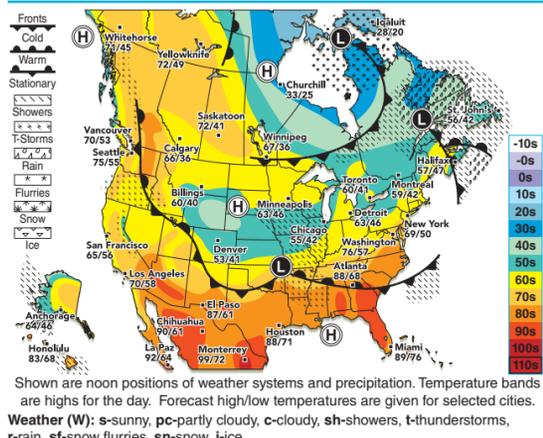 Fronts
Cold
Warm
Stationary
Showers
T-Storms
Rain
Flurries
Snow
Ice
H
Whitehorse
71/45
Yellowknife
72/49
L
Iqaluit
28/20
H
Churchill
33/25
Saskatoon
72/41
L
St. John's
56/42
Vancouver
70/53
Seattle
75/55
Calgary
66/36
Winnipeg
67/36
Halifax
57/47
Toronto
60/41
Montreal
59/42
Billings
60/40
H
Minneapolis
63/46
Detroit
63/46
Chicago
55/42
New York
69/50
Washington
76/57
San Francisco
65/56
Denver
53/41
L
Atlanta
88/68
Los Angeles
70/58
El Paso
87/61
Chihuahua
90/61
Houston
88/71
H
Anchorage
64/46
Honolulu
83/68
La Paz
92/64
Monterrey
99/72
Miami
89/76
-10s
-0s
0s
10s
20s
30s
40s
50s
60s
70s
80s
90s
100s
110s
Shown are noon positions of weather systems and precipitation. Temperature bands
are highs for the day. Forecast high/low temperatures are given for selected cities.
Weather (W): s-sunny, pc-partly cloudy, c-cloudy, sh-showers, t-thunderstorms,
r-rain, sf-snow flurries, sn-snow, i-ice